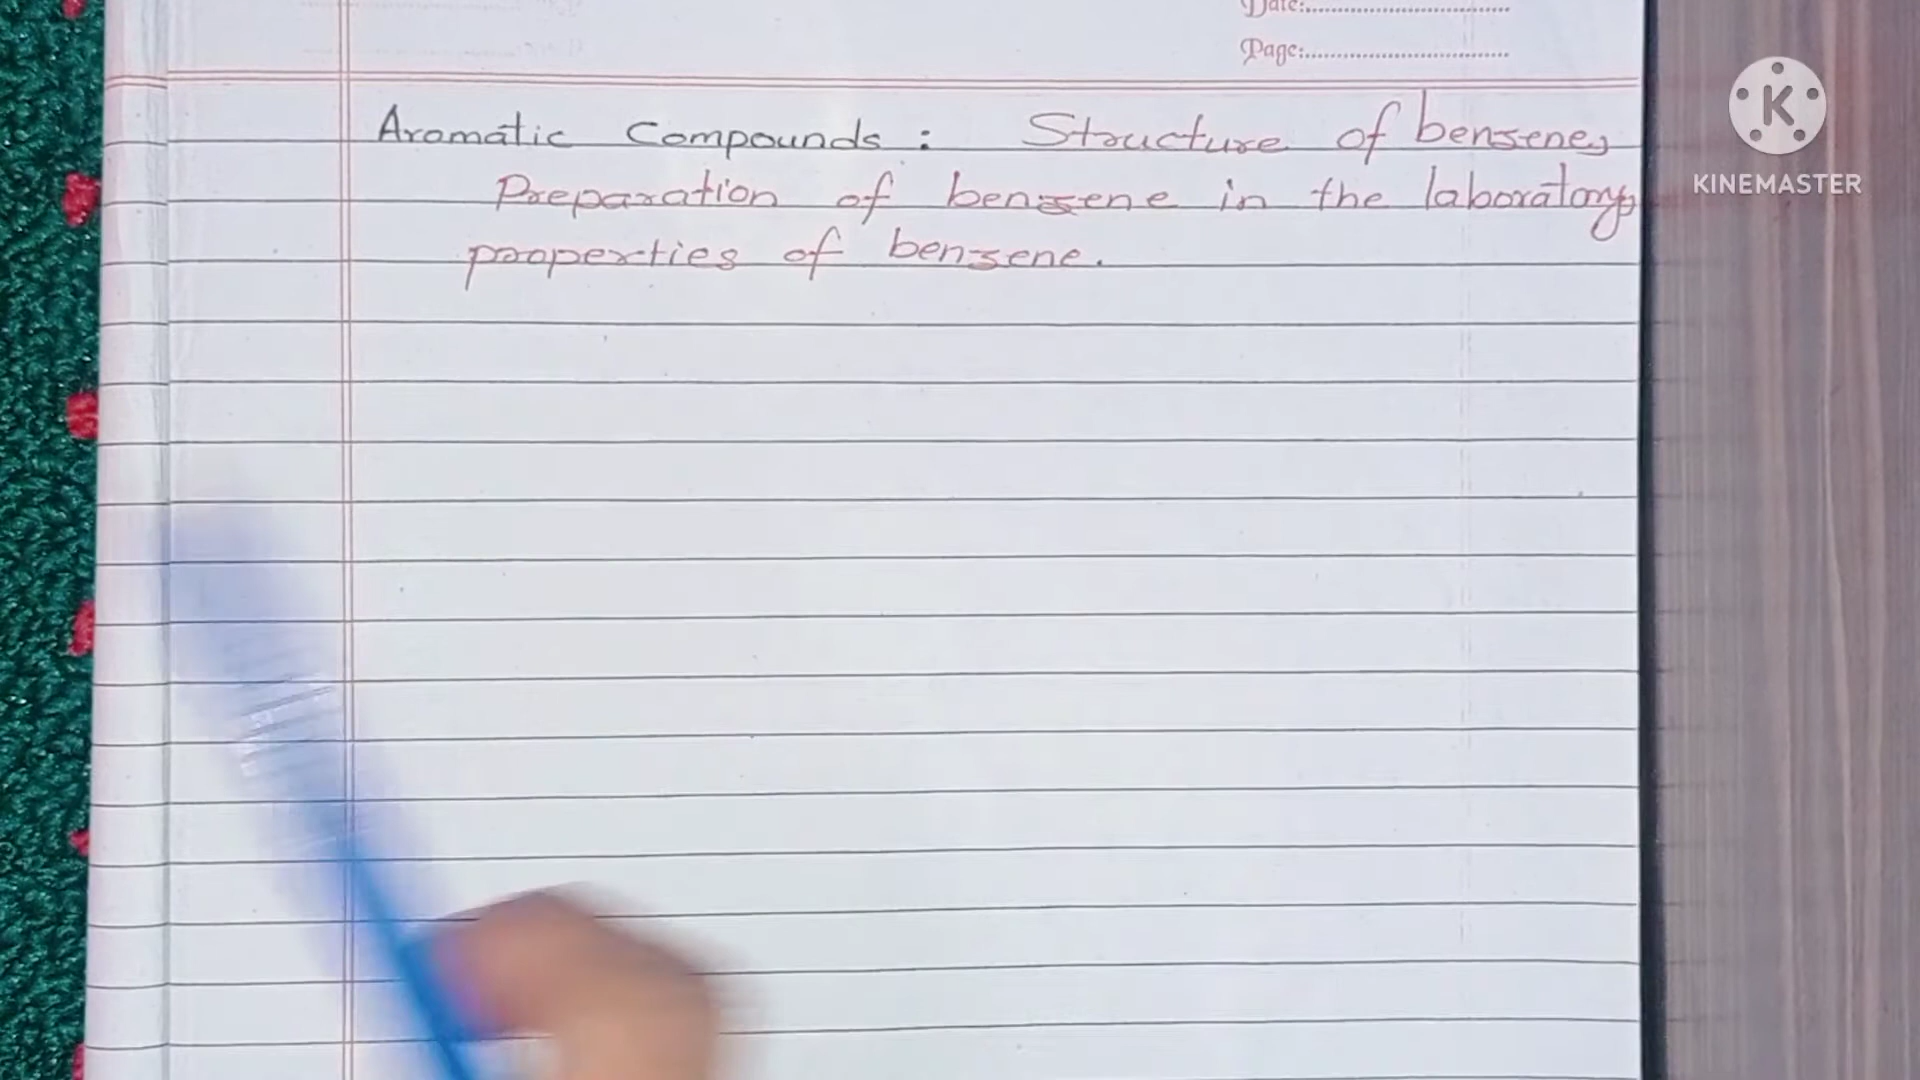 Date:
Page:
Aromatic Compounds : Structure of benzene,
Preparation of benzene in the laboratory,
properties of benzene.
K
KINEMASTER